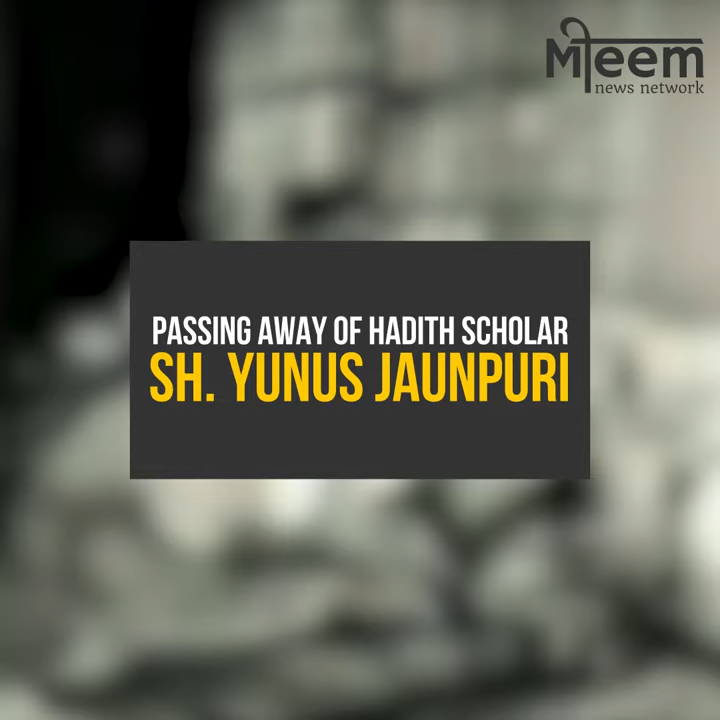 Meem
news network
PASSING AWAY OF HADITH SCHOLAR
SH. YUNUS JAUNPURI